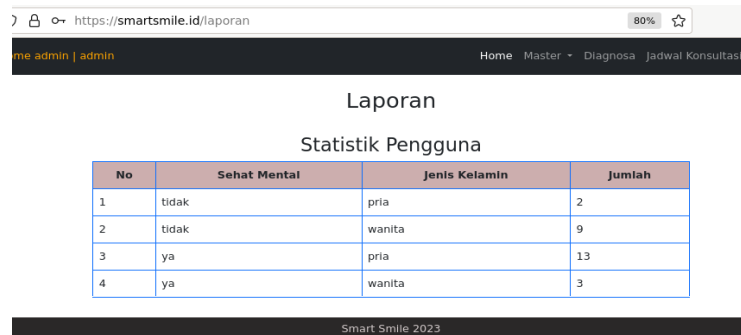 https://smartsmile.id/laporan 80%
ome admin | admin Home Master Diagnosa Jadwal Konsultasi
Laporan
Statistik Pengguna
No Sehat Mental Jenis Kelamin Jumlah
1 tidak pria 2
2 tidak wanita 9
3 ya pria 13
4 ya wanita 3
Smart Smile 2023